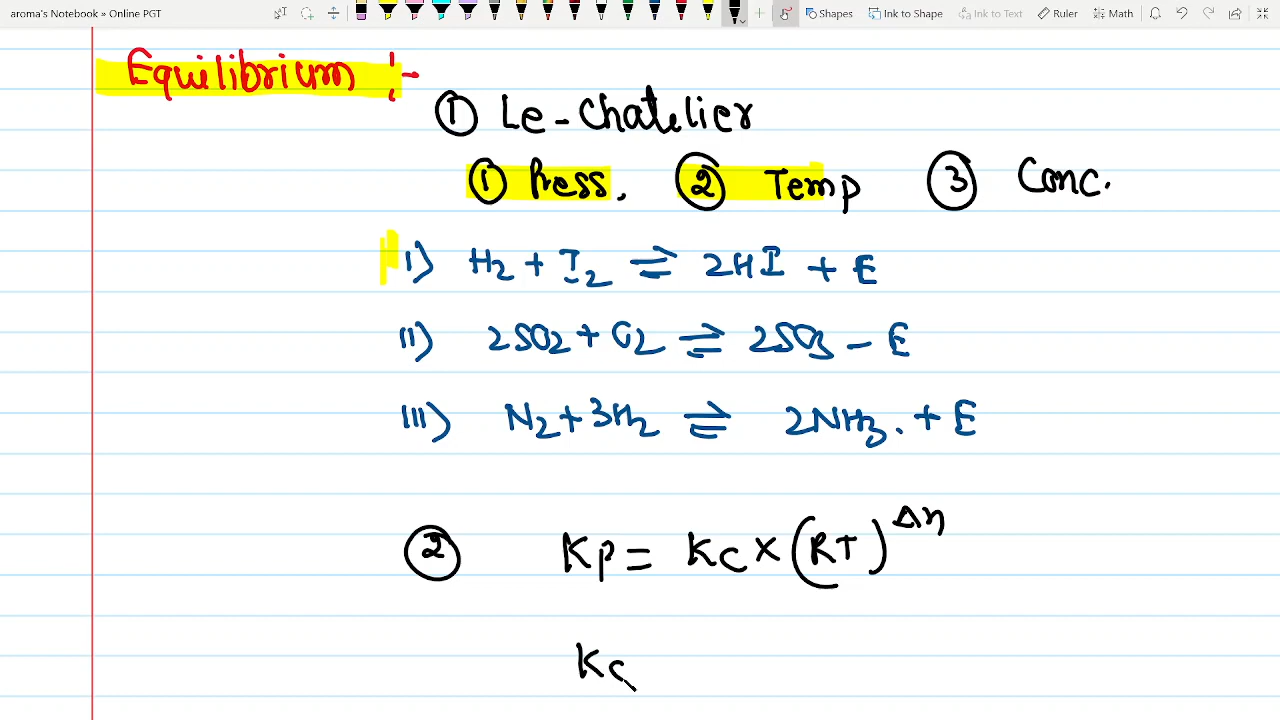 aroma's Notebook » Online PGT
Shapes Ink to Shape Ink to Text Ruler Math
Equilibrium :-
① Le-Chatelier
① Press. ② Temp ③ Conc.
I) H₂ + I₂ ⇌ 2HI + E
II) 2SO₂ + O₂ ⇌ 2SO₃ - E
III) N₂ + 3H₂ ⇌ 2NH₃. + E
② Kp = Kc × (RT)^Δn
Kc